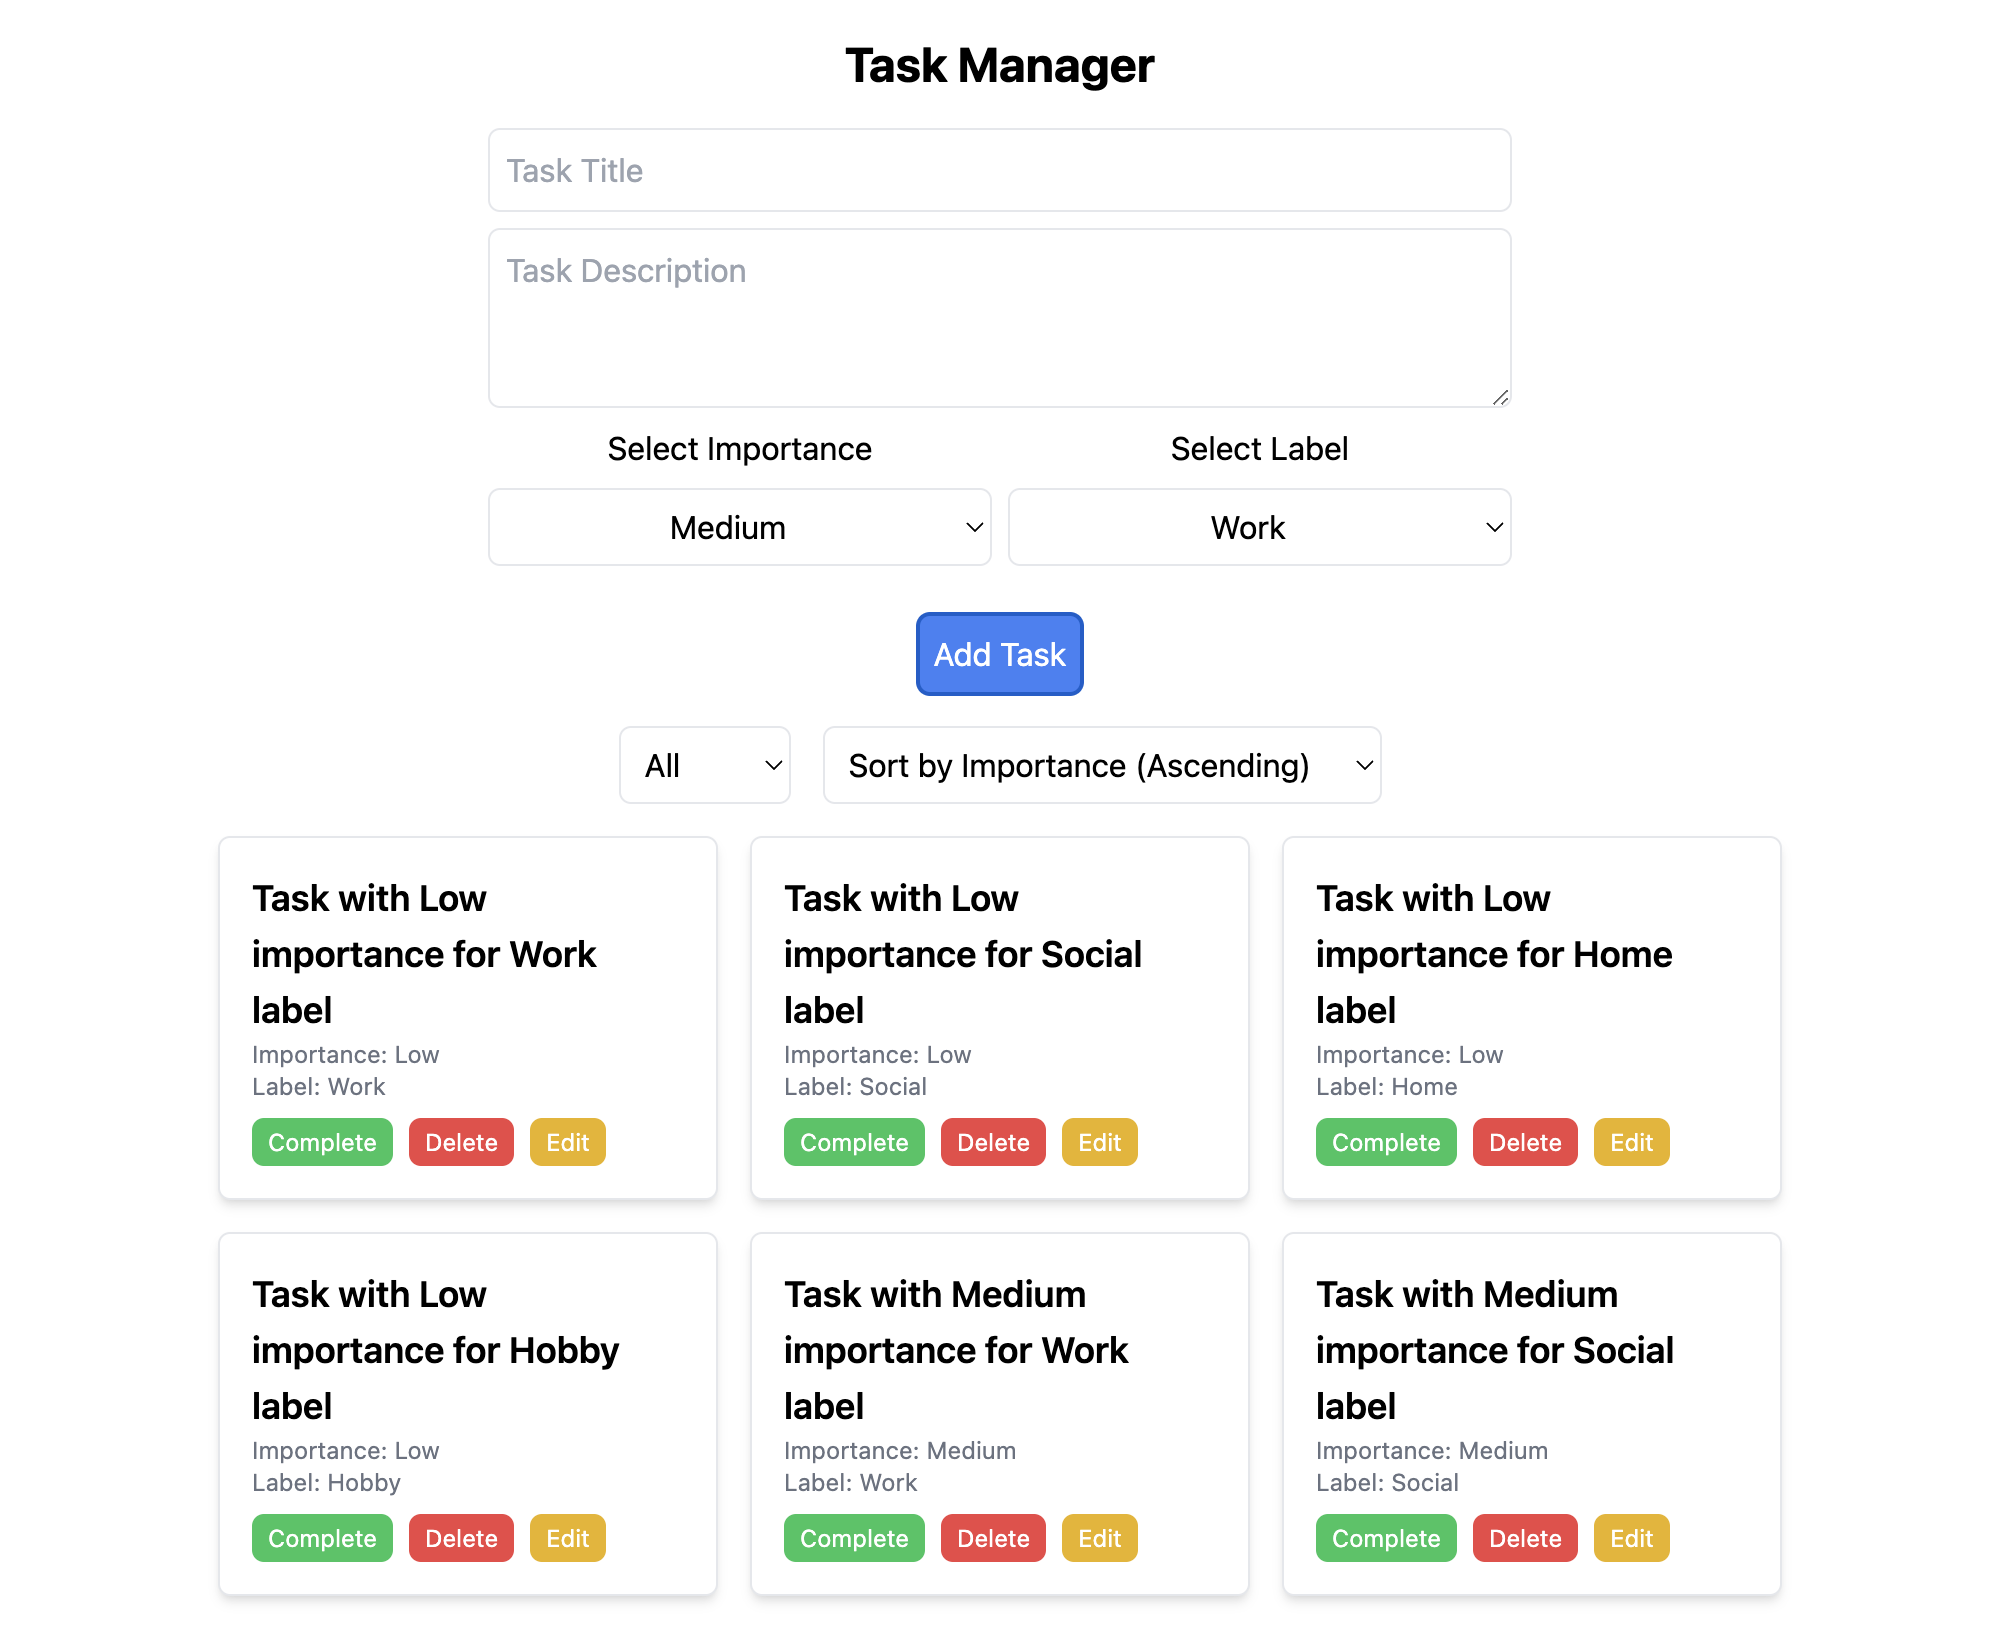 Task Manager
Task Title
Task Description
Select Importance
Select Label
Medium
Work
Add Task
All
Sort by Importance (Ascending)
Task with Low
importance for Work
label
Importance: Low
Label: Work
Complete
Delete
Edit
Task with Low
importance for Social
label
Importance: Low
Label: Social
Complete
Delete
Edit
Task with Low
importance for Home
label
Importance: Low
Label: Home
Complete
Delete
Edit
Task with Low
importance for Hobby
label
Importance: Low
Label: Hobby
Complete
Delete
Edit
Task with Medium
importance for Work
label
Importance: Medium
Label: Work
Complete
Delete
Edit
Task with Medium
importance for Social
label
Importance: Medium
Label: Social
Complete
Delete
Edit